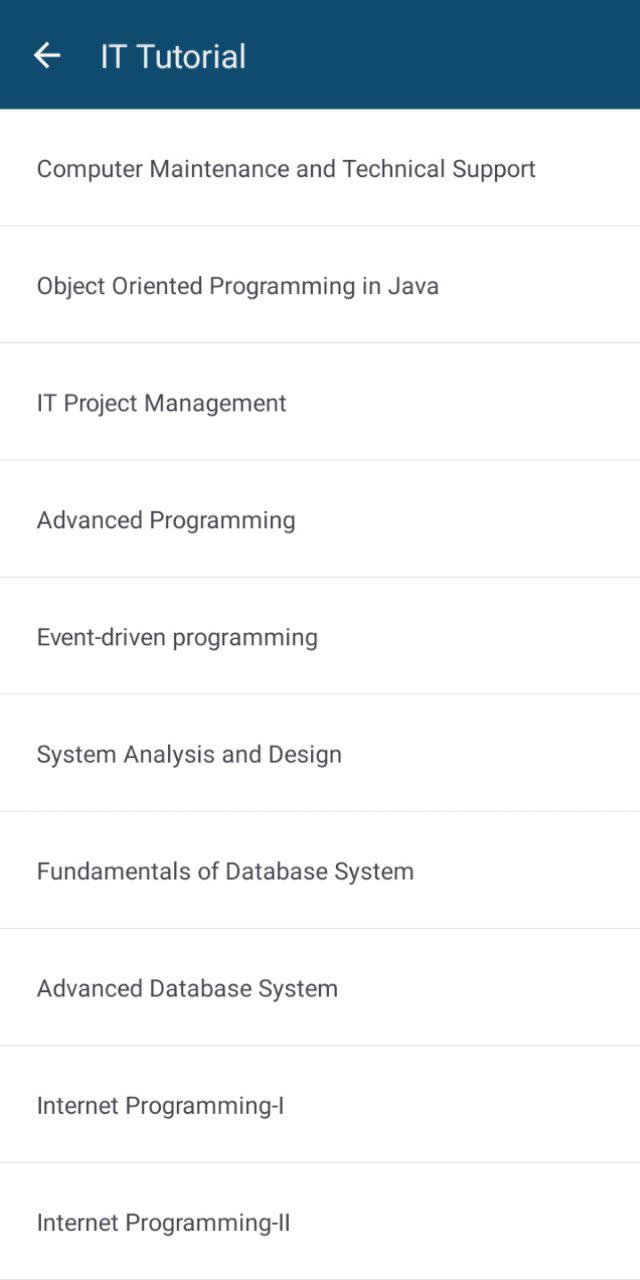 IT Tutorial
Computer Maintenance and Technical Support
Object Oriented Programming in Java
IT Project Management
Advanced Programming
Event-driven programming
System Analysis and Design
Fundamentals of Database System
Advanced Database System
Internet Programming-I
Internet Programming-II